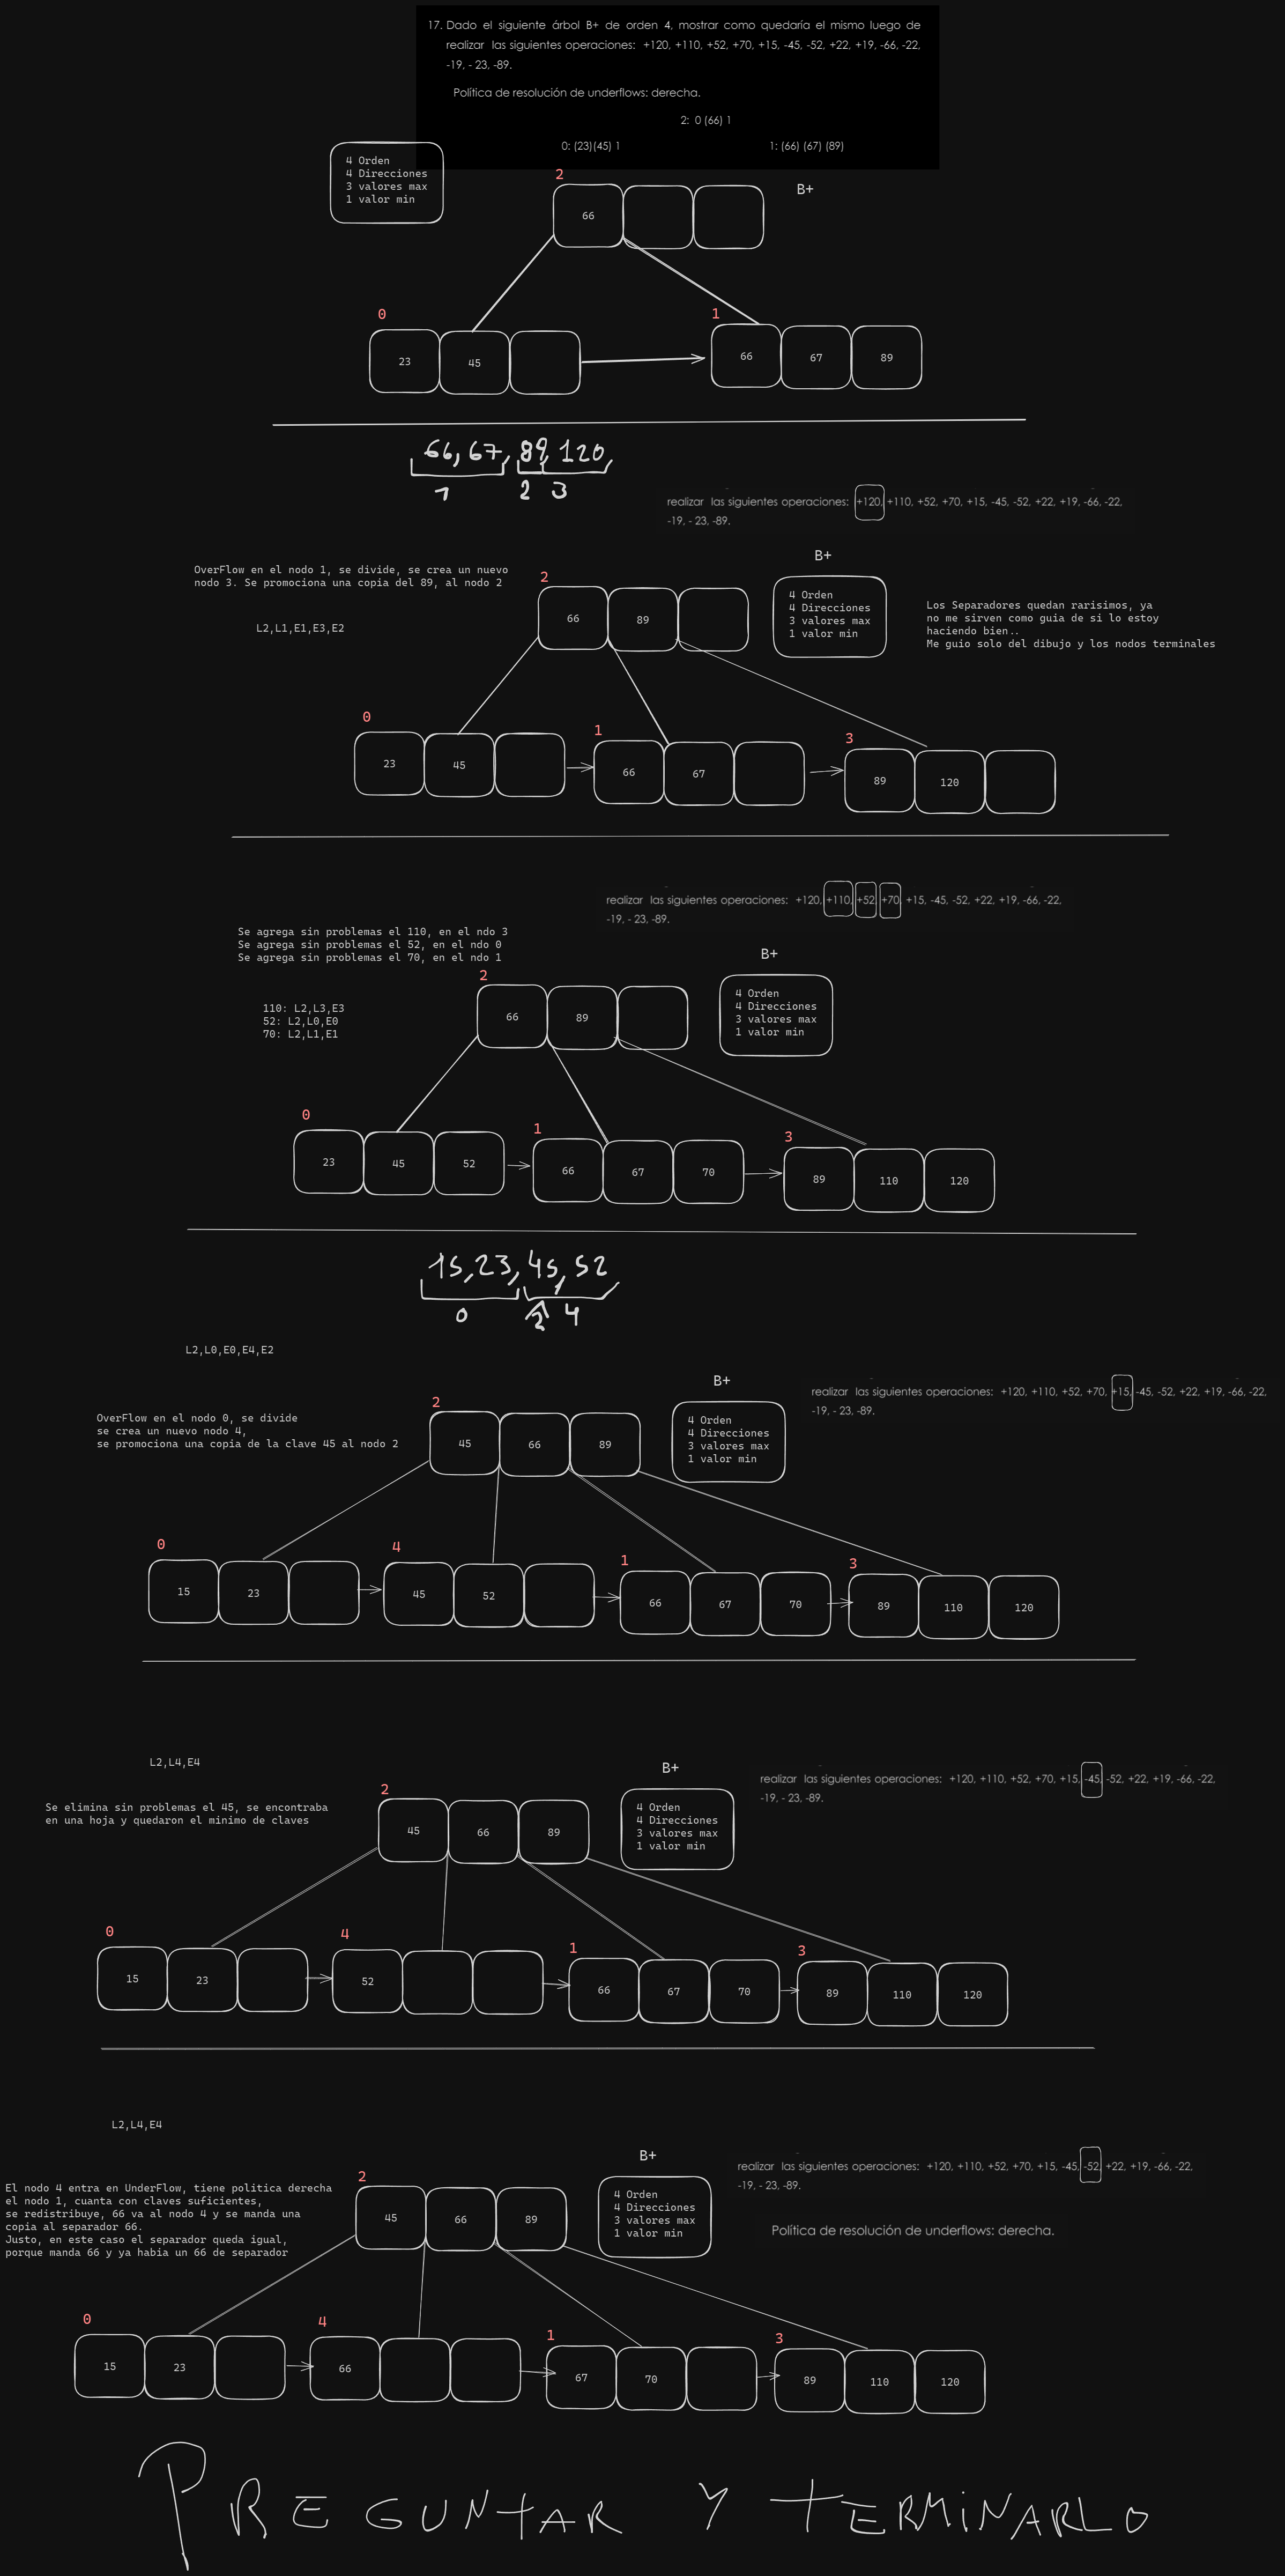 17. Dado el siguiente árbol B+ de orden 4, mostrar como quedaría el mismo luego de
realizar las siguientes operaciones: +120, +110, +52, +70, +15, -45, -52, +22, +19, -66, -22,
-19, - 23, -89.
Política de resolución de underflows: derecha.
2: 0 (66) 1
0: (23)(45) 1
1: (66) (67) (89)
4 Orden
4 Direcciones
3 valores max
1 valor min
2
B+
66
0
1
23
45
66
67
89
66, 67, 89, 120,
1 2 3
realizar las siguientes operaciones: +120, +110, +52, +70, +15, -45, -52, +22, +19, -66, -22,
-19, - 23, -89.
B+
OverFlow en el nodo 1, se divide, se crea un nuevo
nodo 3. Se promociona una copia del 89, al nodo 2
L2,L1,E1,E3,E2
2
66
89
4 Orden
4 Direcciones
3 valores max
1 valor min
Los Separadores quedan rarisimos, ya
no me sirven como guia de si lo estoy
haciendo bien..
Me guio solo del dibujo y los nodos terminales
0
1
3
23
45
66
67
89
120
realizar las siguientes operaciones: +120, +110, +52, +70, +15, -45, -52, +22, +19, -66, -22,
-19, - 23, -89.
Se agrega sin problemas el 110, en el ndo 3
Se agrega sin problemas el 52, en el ndo 0
Se agrega sin problemas el 70, en el ndo 1
B+
2
110: L2,L3,E3
52: L2,L0,E0
70: L2,L1,E1
66
89
4 Orden
4 Direcciones
3 valores max
1 valor min
0
1
3
23
45
52
66
67
70
89
110
120
15, 23, 45, 52
0 2 4
L2,L0,E0,E4,E2
B+
realizar las siguientes operaciones: +120, +110, +52, +70, +15, -45, -52, +22, +19, -66, -22,
-19, - 23, -89.
OverFlow en el nodo 0, se divide
se crea un nuevo nodo 4,
se promociona una copia de la clave 45 al nodo 2
2
45
66
89
4 Orden
4 Direcciones
3 valores max
1 valor min
0
4
1
3
15
23
45
52
66
67
70
89
110
120
L2,L4,E4
B+
realizar las siguientes operaciones: +120, +110, +52, +70, +15, -45, -52, +22, +19, -66, -22,
-19, - 23, -89.
Se elimina sin problemas el 45, se encontraba
en una hoja y quedaron el minimo de claves
2
45
66
89
4 Orden
4 Direcciones
3 valores max
1 valor min
0
4
1
3
15
23
52
66
67
70
89
110
120
L2,L4,E4
B+
realizar las siguientes operaciones: +120, +110, +52, +70, +15, -45, -52, +22, +19, -66, -22,
-19, - 23, -89.
Política de resolución de underflows: derecha.
El nodo 4 entra en UnderFlow, tiene politica derecha
el nodo 1, cuanta con claves suficientes,
se redistribuye, 66 va al nodo 4 y se manda una
copia al separador 66.
Justo, en este caso el separador queda igual,
porque manda 66 y ya habia un 66 de separador
2
45
66
89
4 Orden
4 Direcciones
3 valores max
1 valor min
0
4
1
3
15
23
66
67
70
89
110
120
PREGUNTAR Y TERMINARLO